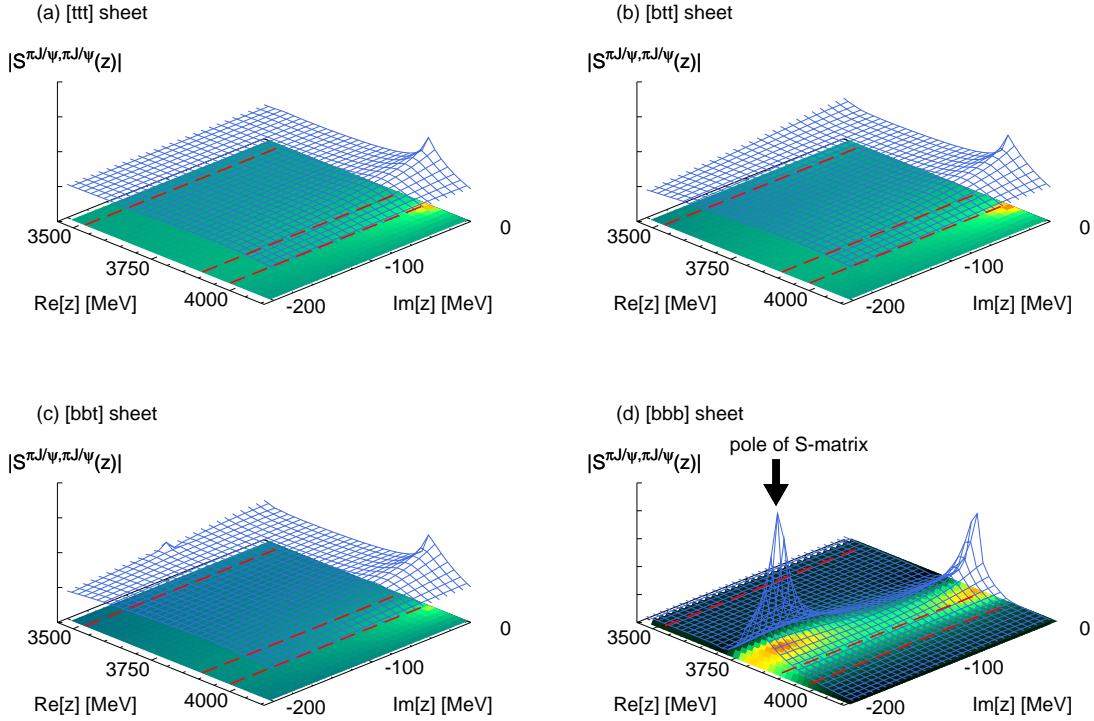 (a) [ttt] sheet
|S^πJ/ψ,πJ/ψ(z)|
3500
3750
4000
Re[z] [MeV]
-200
-100
0
Im[z] [MeV]
(b) [btt] sheet
|S^πJ/ψ,πJ/ψ(z)|
3500
3750
4000
Re[z] [MeV]
-200
-100
0
Im[z] [MeV]
(c) [bbt] sheet
|S^πJ/ψ,πJ/ψ(z)|
3500
3750
4000
Re[z] [MeV]
-200
-100
0
Im[z] [MeV]
(d) [bbb] sheet
pole of S-matrix
|S^πJ/ψ,πJ/ψ(z)|
3500
3750
4000
Re[z] [MeV]
-200
-100
0
Im[z] [MeV]